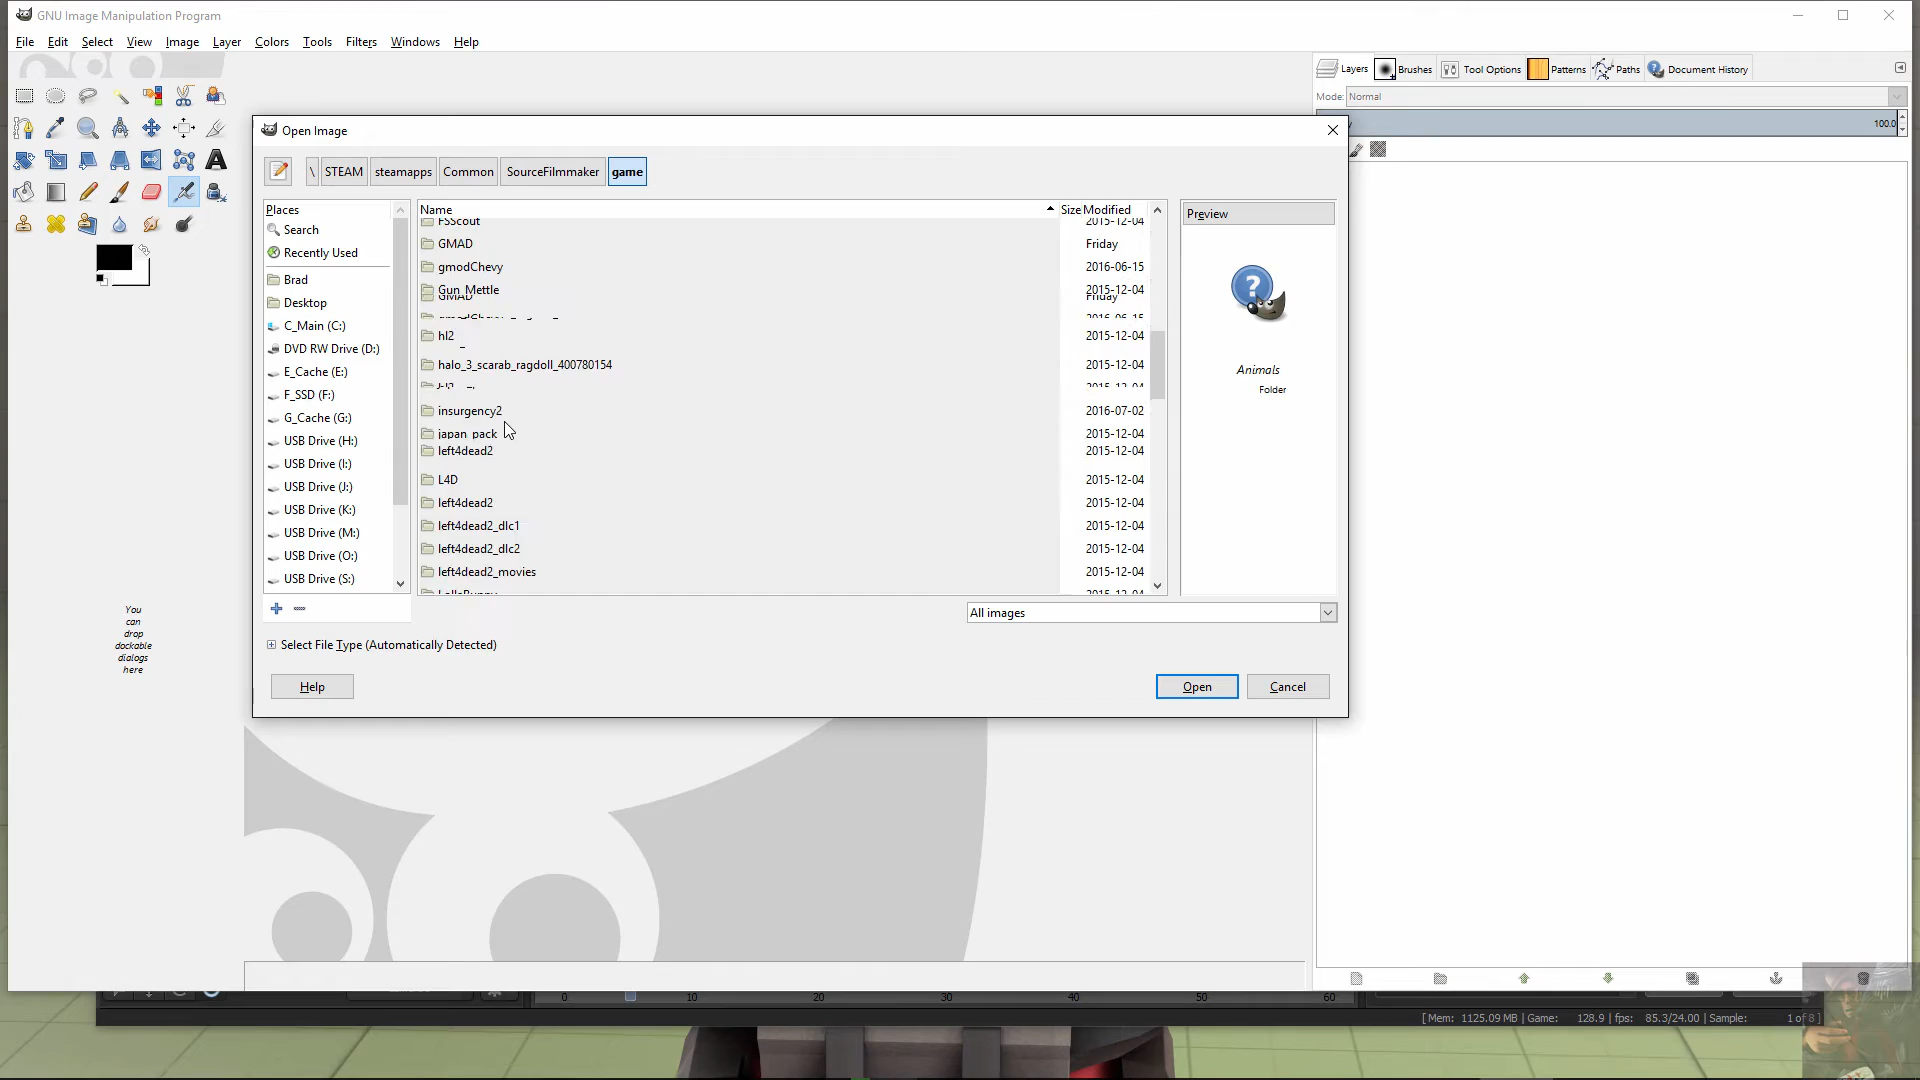 GNU Image Manipulation Program
File Edit Select View Image Layer Colors Tools Filters Windows Help
Layers Brushes Tool Options Patterns Paths Document History
Mode: Normal
100.0
Open Image
\ STEAM steamapps Common SourceFilmmaker game
Places
Search
Recently Used
Brad
Desktop
C_Main (C:)
DVD RW Drive (D:)
E_Cache (E:)
F_SSD (F:)
G_Cache (G:)
USB Drive (H:)
USB Drive (I:)
USB Drive (J:)
USB Drive (K:)
USB Drive (M:)
USB Drive (O:)
USB Drive (S:)
Name Size Modified
FSScout 2015-12-04
GMAD Friday
gmodChevy 2016-06-15
Gun_Mettle 2015-12-04
GMAD Friday
hl2 2015-12-04
halo_3_scarab_ragdoll_400780154 2015-12-04
insurgency2 2016-07-02
japan_pack 2015-12-04
left4dead2 2015-12-04
L4D 2015-12-04
left4dead2 2015-12-04
left4dead2_dlc1 2015-12-04
left4dead2_dlc2 2015-12-04
left4dead2_movies 2015-12-04
Preview
Animals
Folder
All images
Select File Type (Automatically Detected)
Help Open Cancel
You
can
drop
dockable
dialogs
here
0 10 20 30 40 50 60
[ Mem: 1125.09 MB | Game: 128.9 | fps: 85.3/24.00 | Sample: 1 of 8 ]